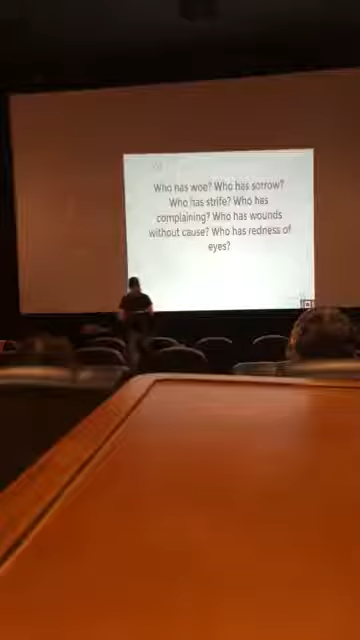 Who has woe? Who has sorrow?
Who has strife? Who has
complaining? Who has wounds
without cause? Who has redness of
eyes?